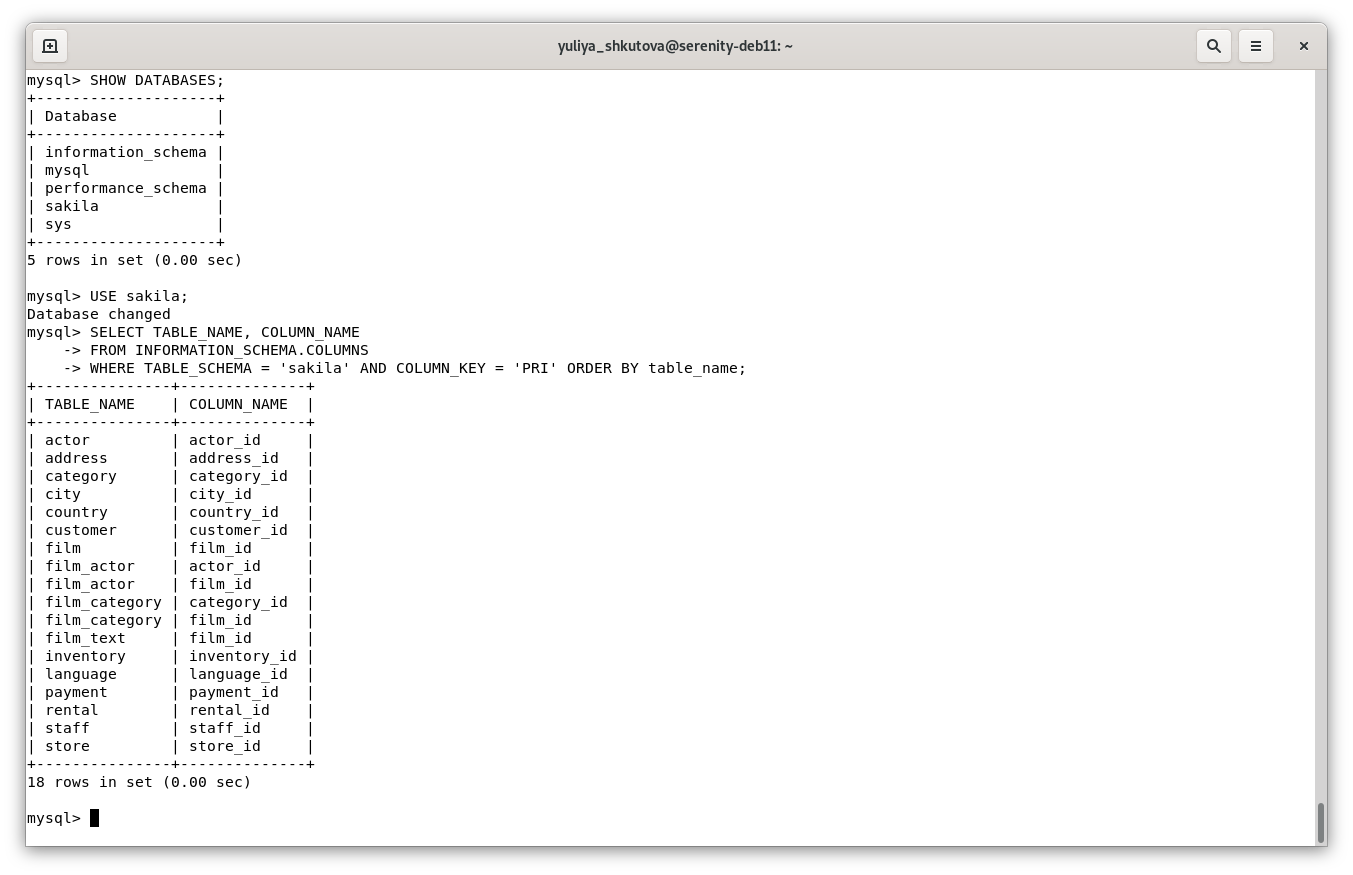 yuliya_shkutova@serenity-deb11: ~
mysql> SHOW DATABASES;
+--------------------+
| Database           |
+--------------------+
| information_schema |
| mysql              |
| performance_schema |
| sakila             |
| sys                |
+--------------------+
5 rows in set (0.00 sec)

mysql> USE sakila;
Database changed
mysql> SELECT TABLE_NAME, COLUMN_NAME
    -> FROM INFORMATION_SCHEMA.COLUMNS
    -> WHERE TABLE_SCHEMA = 'sakila' AND COLUMN_KEY = 'PRI' ORDER BY table_name;
+---------------+--------------+
| TABLE_NAME    | COLUMN_NAME  |
+---------------+--------------+
| actor         | actor_id     |
| address       | address_id   |
| category      | category_id  |
| city          | city_id      |
| country       | country_id   |
| customer      | customer_id  |
| film          | film_id      |
| film_actor    | actor_id     |
| film_actor    | film_id      |
| film_category | category_id  |
| film_category | film_id      |
| film_text     | film_id      |
| inventory     | inventory_id |
| language      | language_id  |
| payment       | payment_id   |
| rental        | rental_id    |
| staff         | staff_id     |
| store         | store_id     |
+---------------+--------------+
18 rows in set (0.00 sec)

mysql>